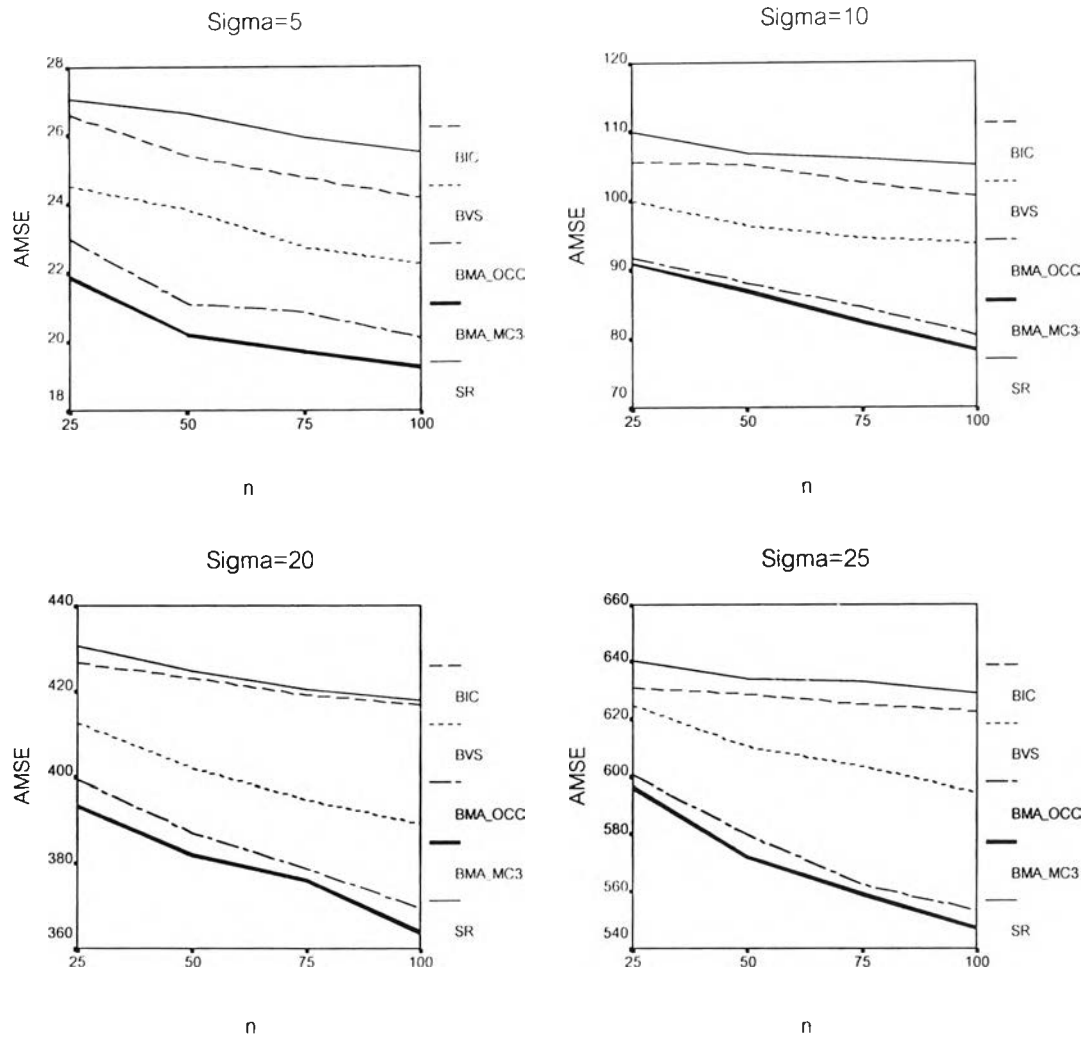 Sigma=5
28
26
24
22
20
18
AMSE
25
50
75
100
n
BIC
BVS
BMA_OCC
BMA_MC3
SR
Sigma=10
120
110
100
90
80
70
AMSE
25
50
75
100
n
BIC
BVS
BMA_OCC
BMA_MC3
SR
Sigma=20
440
420
400
380
360
AMSE
25
50
75
100
n
BIC
BVS
BMA_OCC
BMA_MC3
SR
Sigma=25
660
640
620
600
580
560
540
AMSE
25
50
75
100
n
BIC
BVS
BMA_OCC
BMA_MC3
SR